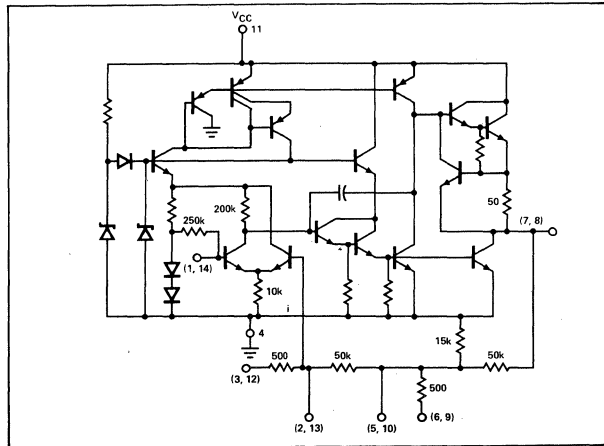 VCC
11
200k
250k
50
(7, 8)
(1, 14)
10k
i
4
15k
500
50k
50k
(3, 12)
500
(2, 13)
(5, 10)
(6, 9)